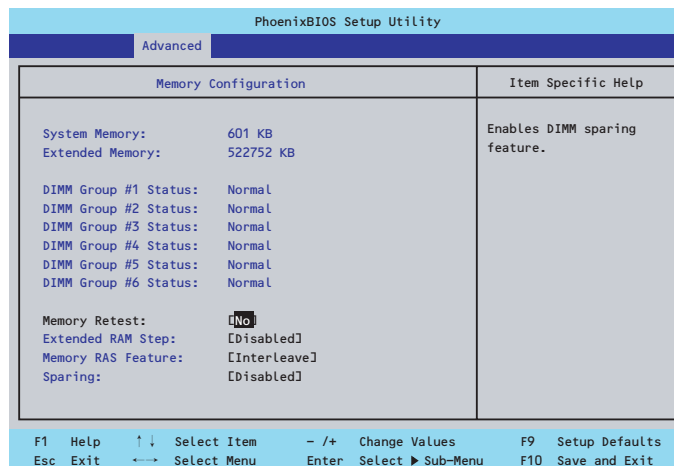 PhoenixBIOS Setup Utility
Advanced
Memory Configuration
Item Specific Help
System Memory: 601 KB
Extended Memory: 522752 KB
DIMM Group #1 Status: Normal
DIMM Group #2 Status: Normal
DIMM Group #3 Status: Normal
DIMM Group #4 Status: Normal
DIMM Group #5 Status: Normal
DIMM Group #6 Status: Normal
Memory Retest: [No]
Extended RAM Step: [Disabled]
Memory RAS Feature: [Interleave]
Sparing: [Disabled]
Enables DIMM sparing
feature.
F1 Help ↑↓ Select Item - /+ Change Values F9 Setup Defaults
Esc Exit ←→ Select Menu Enter Select ▶ Sub-Menu F10 Save and Exit